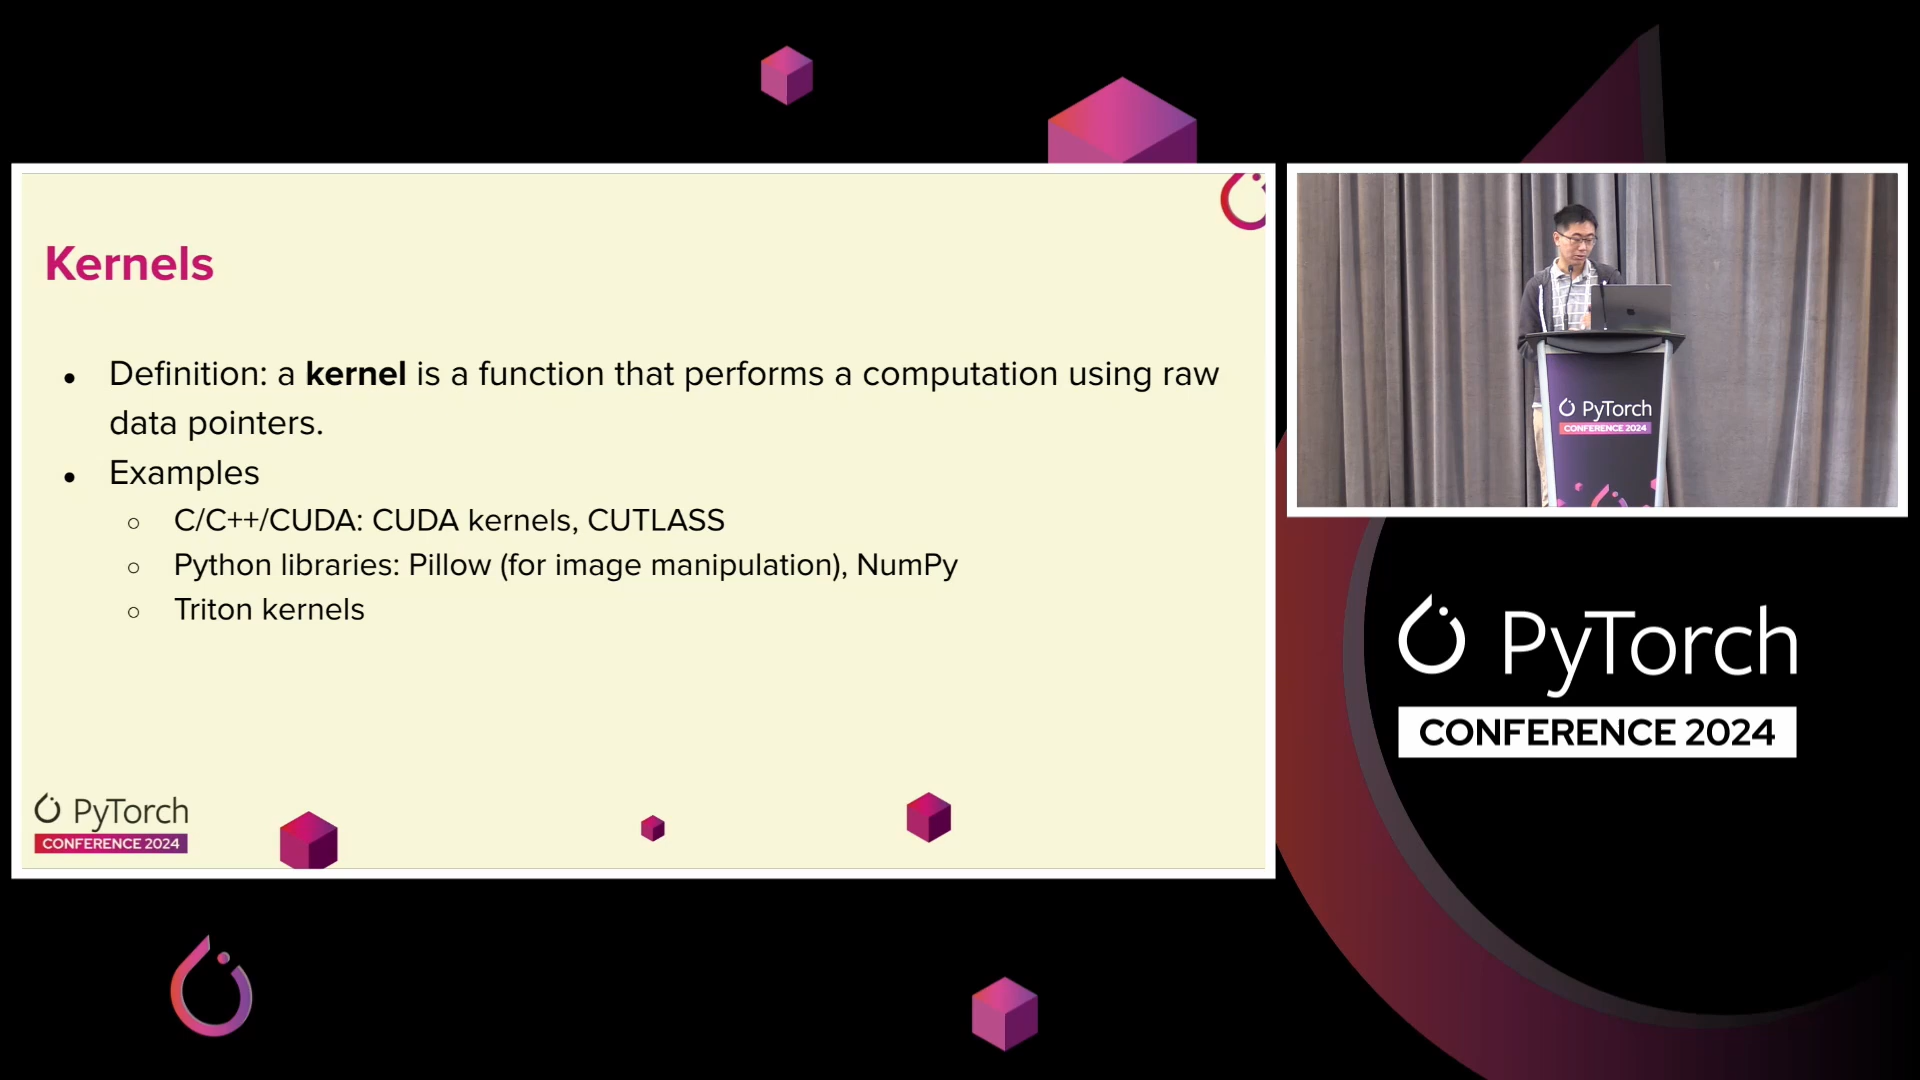 Kernels
● Definition: a kernel is a function that performs a computation using raw
data pointers.
● Examples
○ C/C++/CUDA: CUDA kernels, CUTLASS
○ Python libraries: Pillow (for image manipulation), NumPy
○ Triton kernels
PyTorch
CONFERENCE 2024
PyTorch
CONFERENCE 2024
PyTorch
CONFERENCE 2024